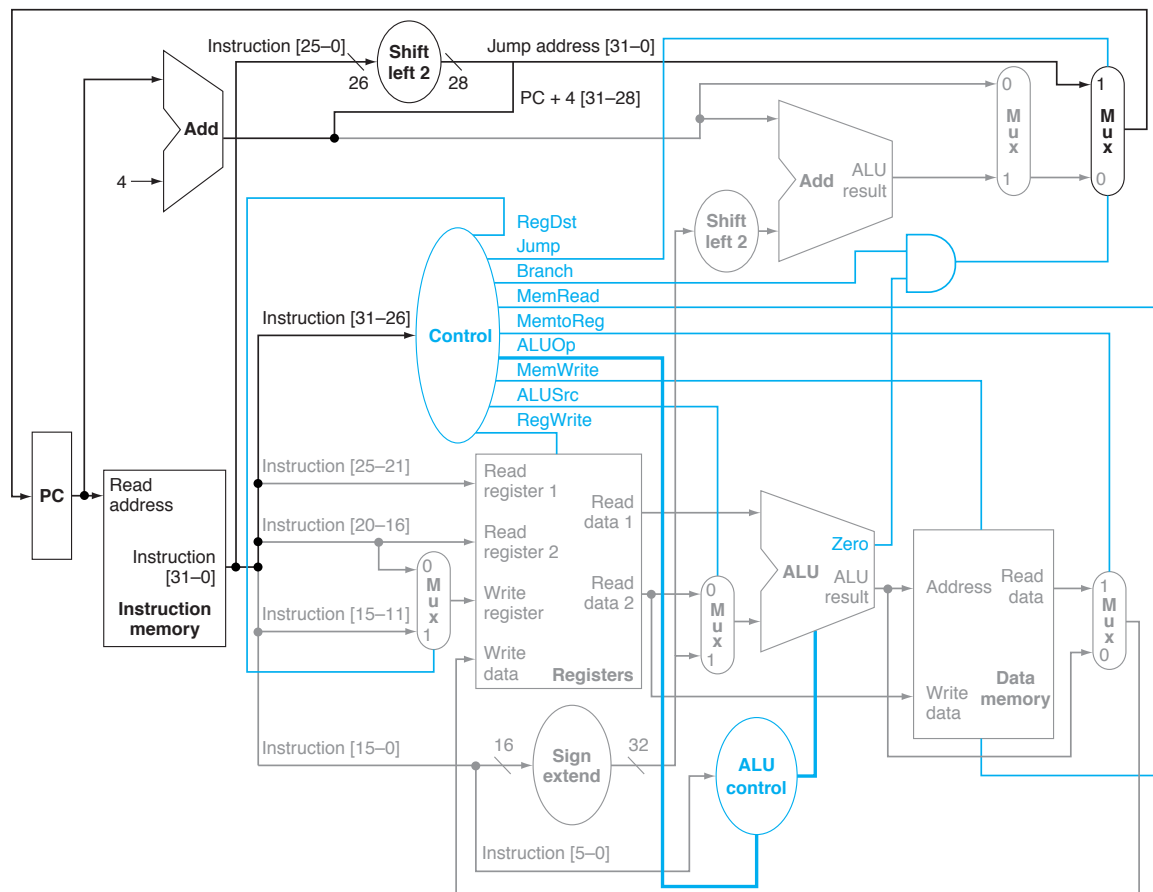 Instruction [25–0]
Shift
left 2
Jump address [31–0]
26
28
PC + 4 [31–28]
Add
4
0
M
u
x
1
1
M
u
x
0
Add
ALU
result
Shift
left 2
RegDst
Jump
Branch
MemRead
MemtoReg
ALUOp
MemWrite
ALUSrc
RegWrite
Instruction [31–26]
Control
PC
Read
address
Instruction
[31–0]
Instruction
memory
Instruction [25–21]
Instruction [20–16]
Instruction [15–11]
0
M
u
x
1
Read
register 1
Read
register 2
Write
register
Write
data
Read
data 1
Read
data 2
Registers
0
M
u
x
1
Zero
ALU
ALU
result
Address
Read
data
Write
data
Data
memory
1
M
u
x
0
Instruction [15–0]
16
Sign
extend
32
ALU
control
Instruction [5–0]